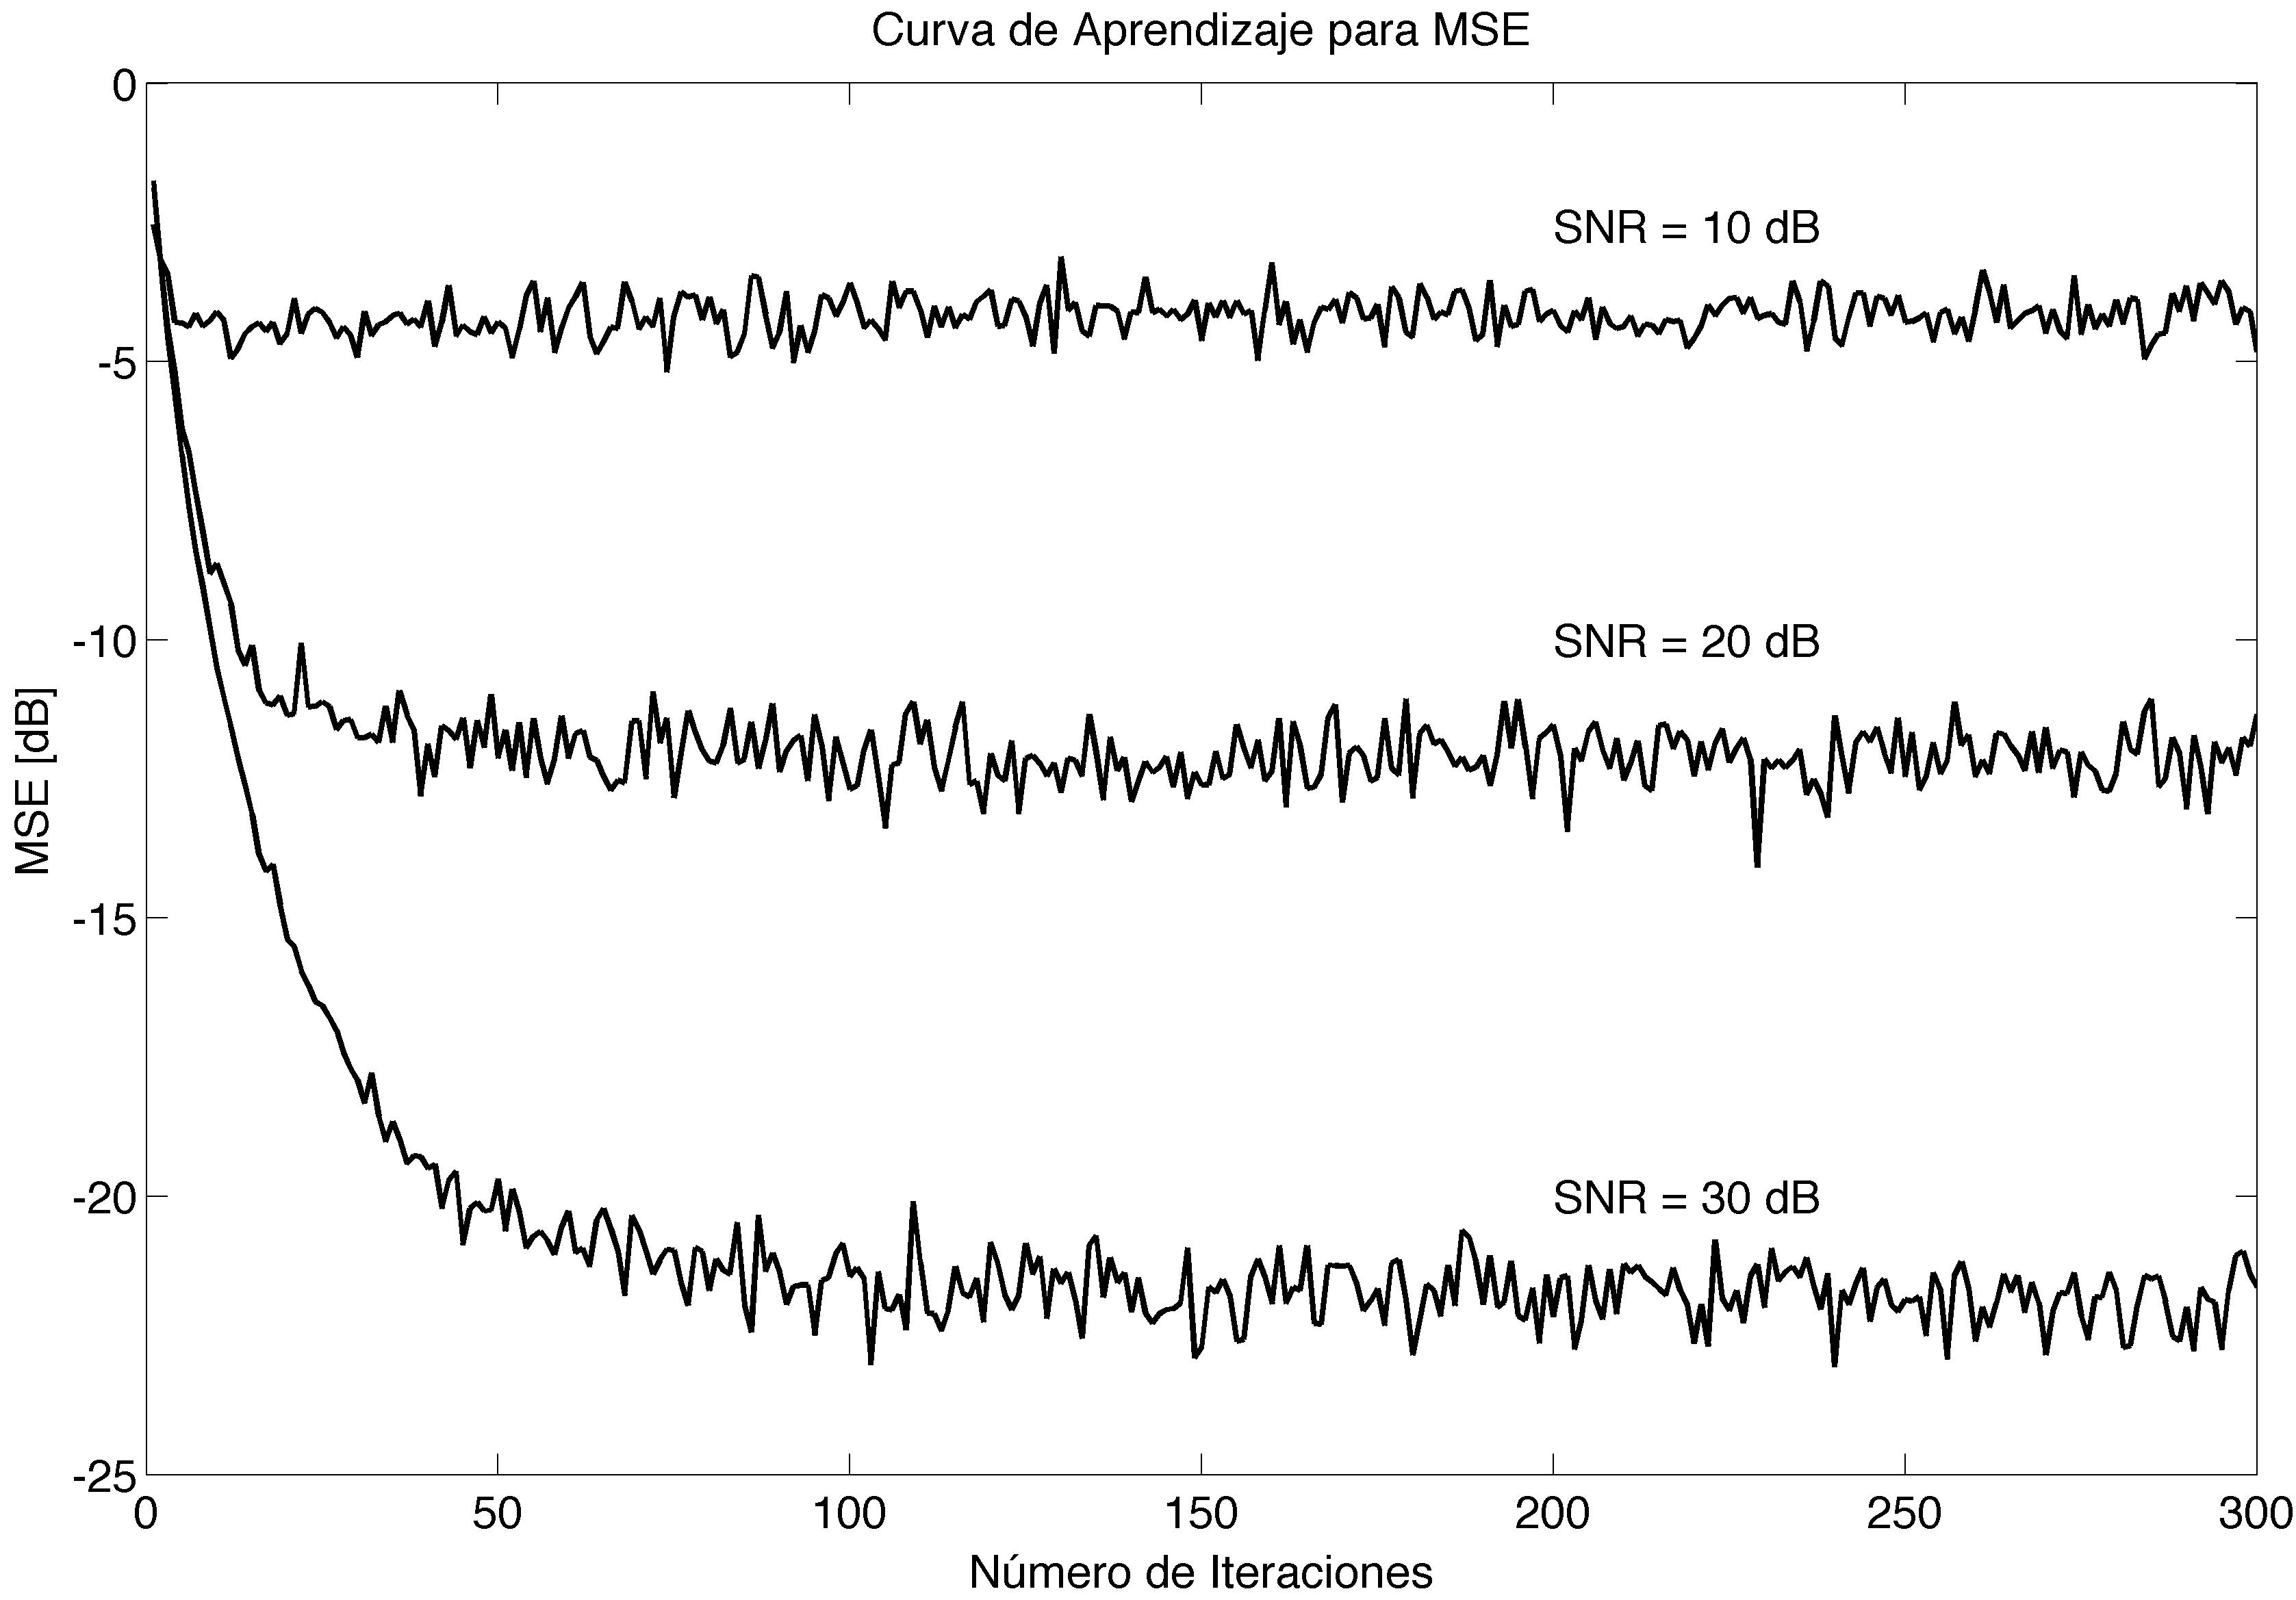 Curva de Aprendizaje para MSE
0
SNR = 10 dB
-5
-10
SNR = 20 dB
MSE [dB]
-15
-20
SNR = 30 dB
-25
0 50 100 150 200 250 300
Número de Iteraciones